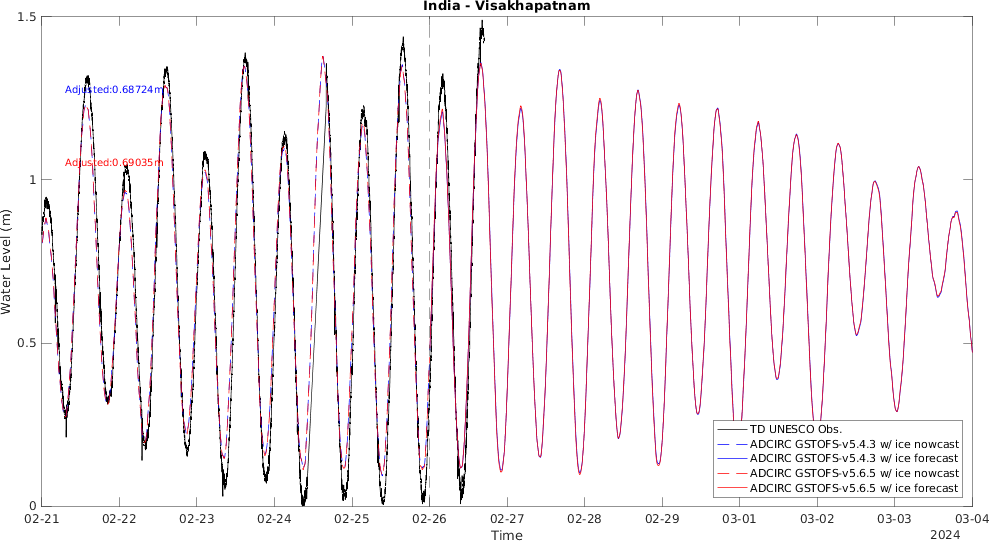 India - Visakhapatnam
1.5
1
0.5
0
Water Level (m)
Adjusted:0.68724m
Adjusted:0.69035m
TD UNESCO Obs.
ADCIRC GSTOFS-v5.4.3 w/ ice nowcast
ADCIRC GSTOFS-v5.4.3 w/ ice forecast
ADCIRC GSTOFS-v5.6.5 w/ ice nowcast
ADCIRC GSTOFS-v5.6.5 w/ ice forecast
02-21 02-22 02-23 02-24 02-25 02-26 02-27 02-28 02-29 03-01 03-02 03-03 03-04
Time
2024